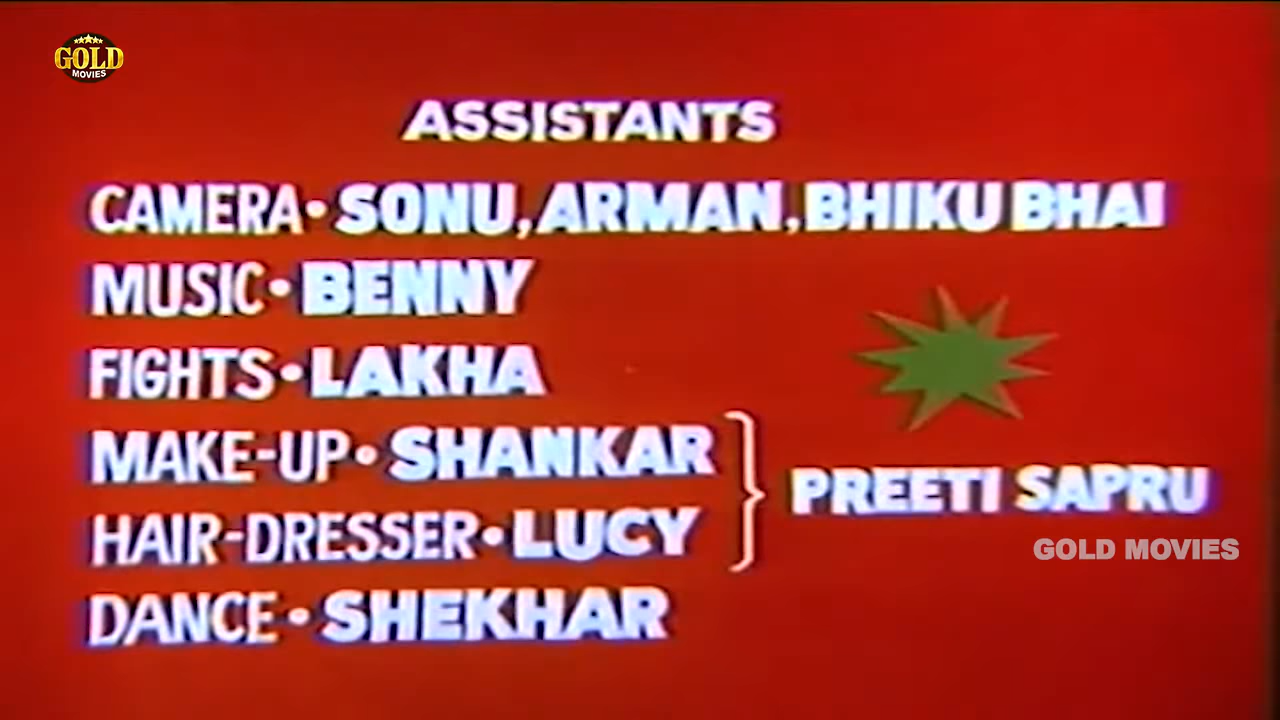 GOLD
MOVIES
ASSISTANTS
CAMERA • SONU, ARMAN, BHIKU BHAI
MUSIC • BENNY
FIGHTS • LAKHA
MAKE-UP • SHANKAR
HAIR-DRESSER • LUCY
PREETI SAPRU
GOLD MOVIES
DANCE • SHEKHAR